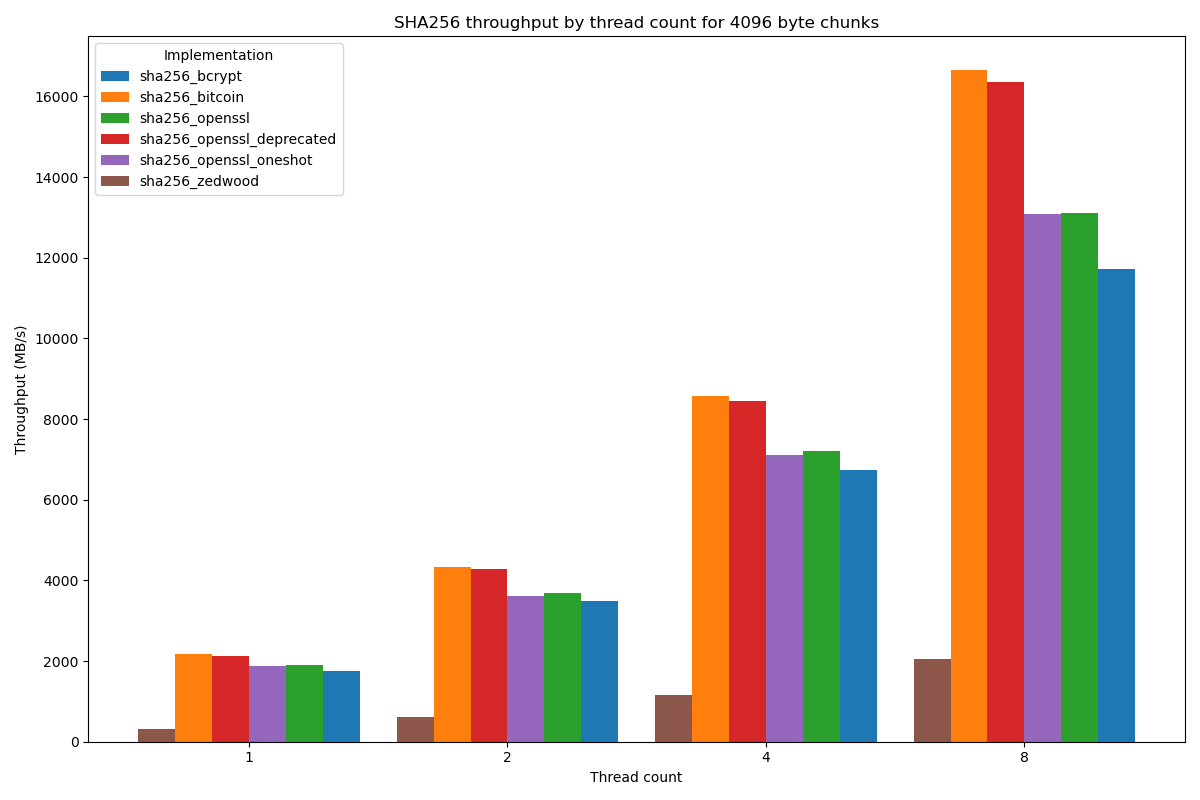 SHA256 throughput by thread count for 4096 byte chunks
Implementation
sha256_bcrypt
sha256_bitcoin
sha256_openssl
sha256_openssl_deprecated
sha256_openssl_oneshot
sha256_zedwood
Throughput (MB/s)
16000
14000
12000
10000
8000
6000
4000
2000
0
1 2 4 8
Thread count